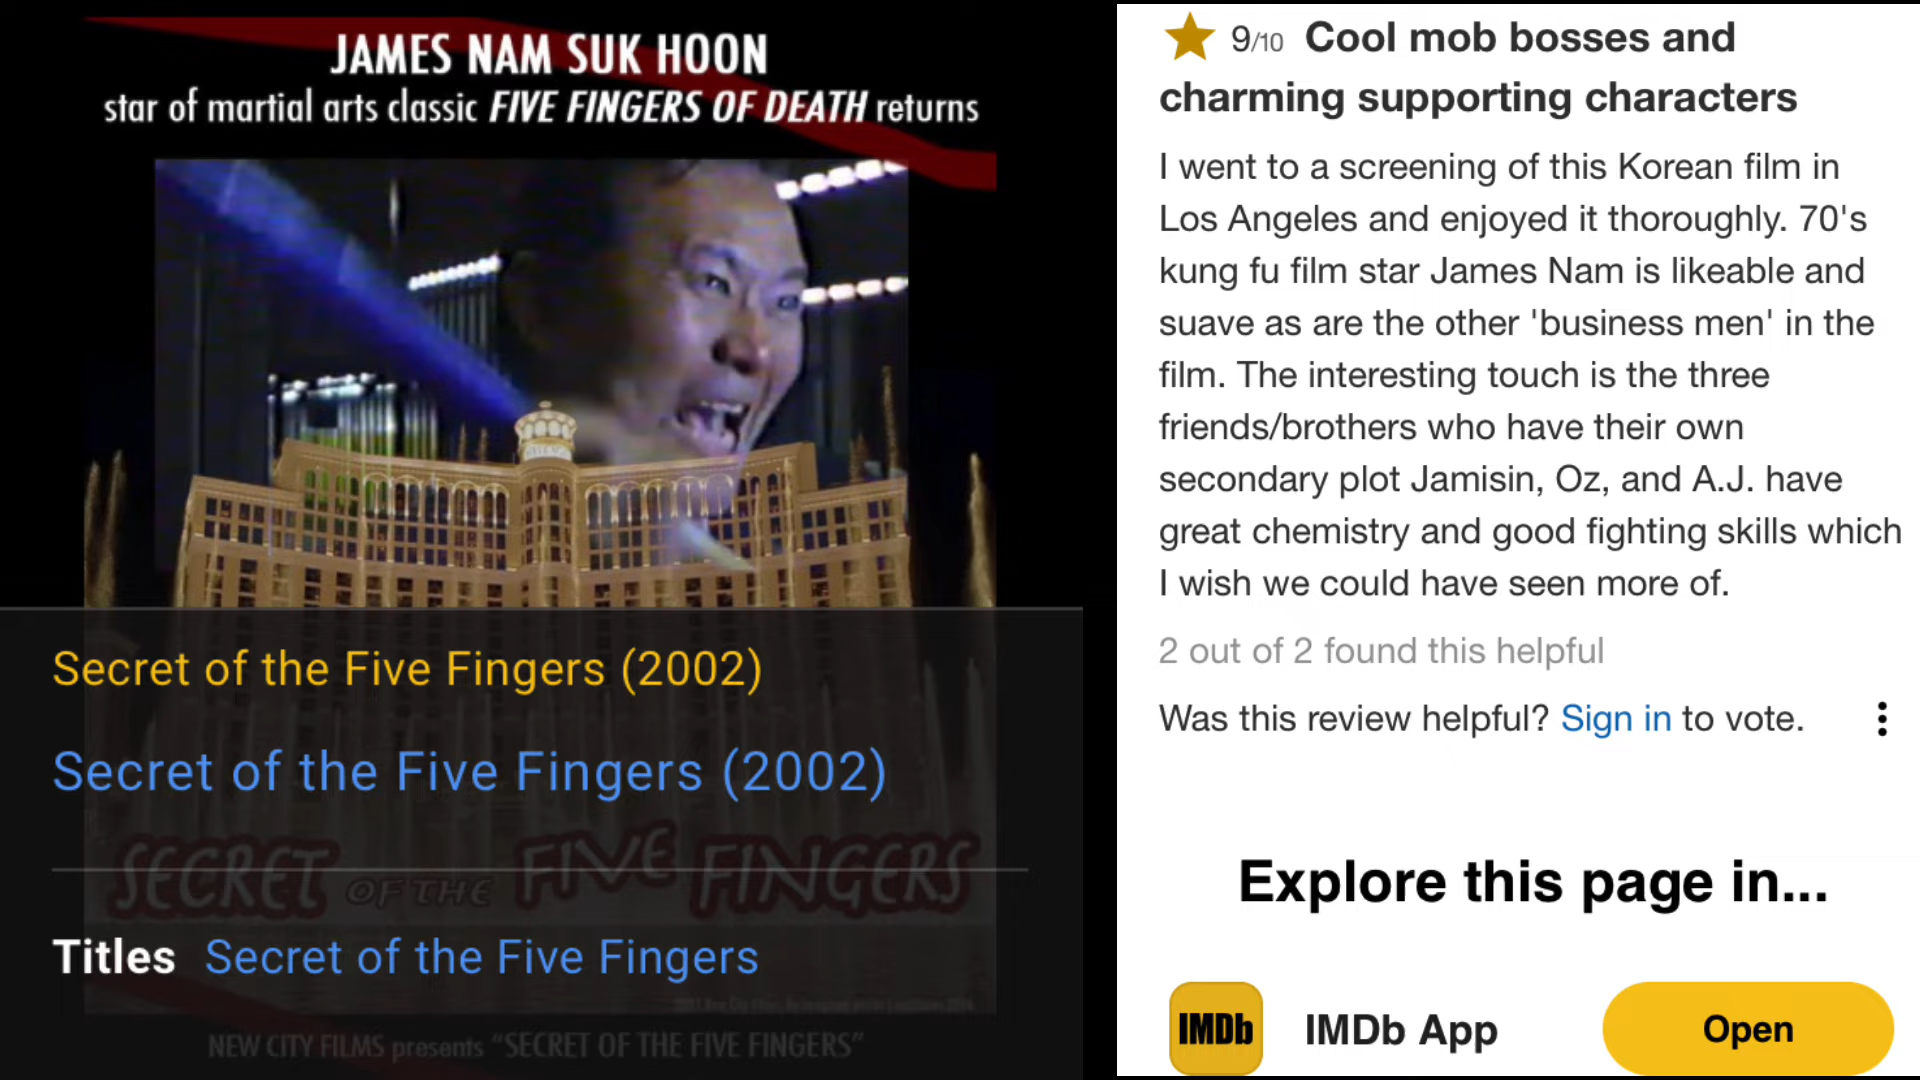 JAMES NAM SUK HOON
star of martial arts classic FIVE FINGERS OF DEATH returns
Secret of the Five Fingers (2002)
Secret of the Five Fingers (2002)
SECRET OF THE FIVE FINGERS
Titles Secret of the Five Fingers
NEW CITY FILMS presents "SECRET OF THE FIVE FINGERS"
9/10 Cool mob bosses and
charming supporting characters
I went to a screening of this Korean film in
Los Angeles and enjoyed it thoroughly. 70's
kung fu film star James Nam is likeable and
suave as are the other 'business men' in the
film. The interesting touch is the three
friends/brothers who have their own
secondary plot Jamisin, Oz, and A.J. have
great chemistry and good fighting skills which
I wish we could have seen more of.
2 out of 2 found this helpful
Was this review helpful? Sign in to vote.
Explore this page in...
IMDb IMDb App Open